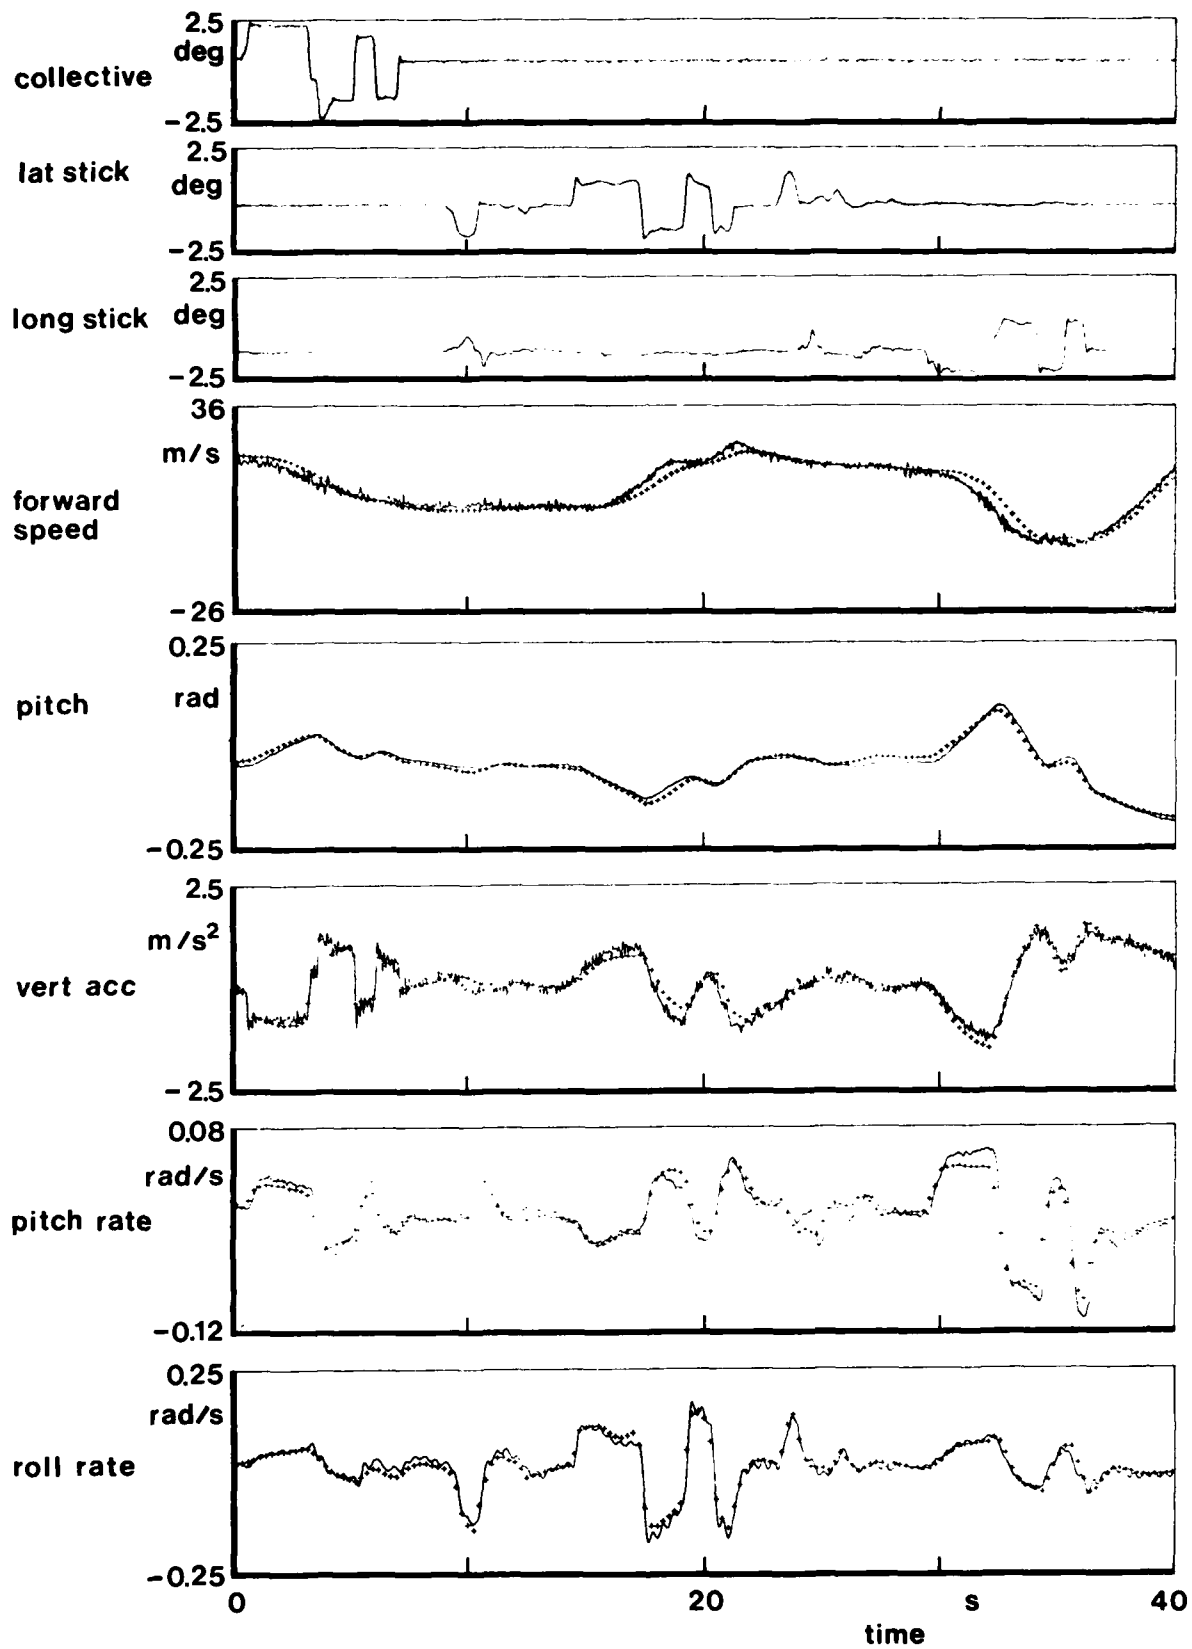 2.5
deg
collective
-2.5
2.5
lat stick
deg
-2.5
2.5
long stick deg
-2.5
36
m/s
forward
speed
-26
0.25
pitch rad
-0.25
2.5
m/s²
vert acc
-2.5
0.08
rad/s
pitch rate
-0.12
0.25
rad/s
roll rate
-0.25
0 20 s 40
time